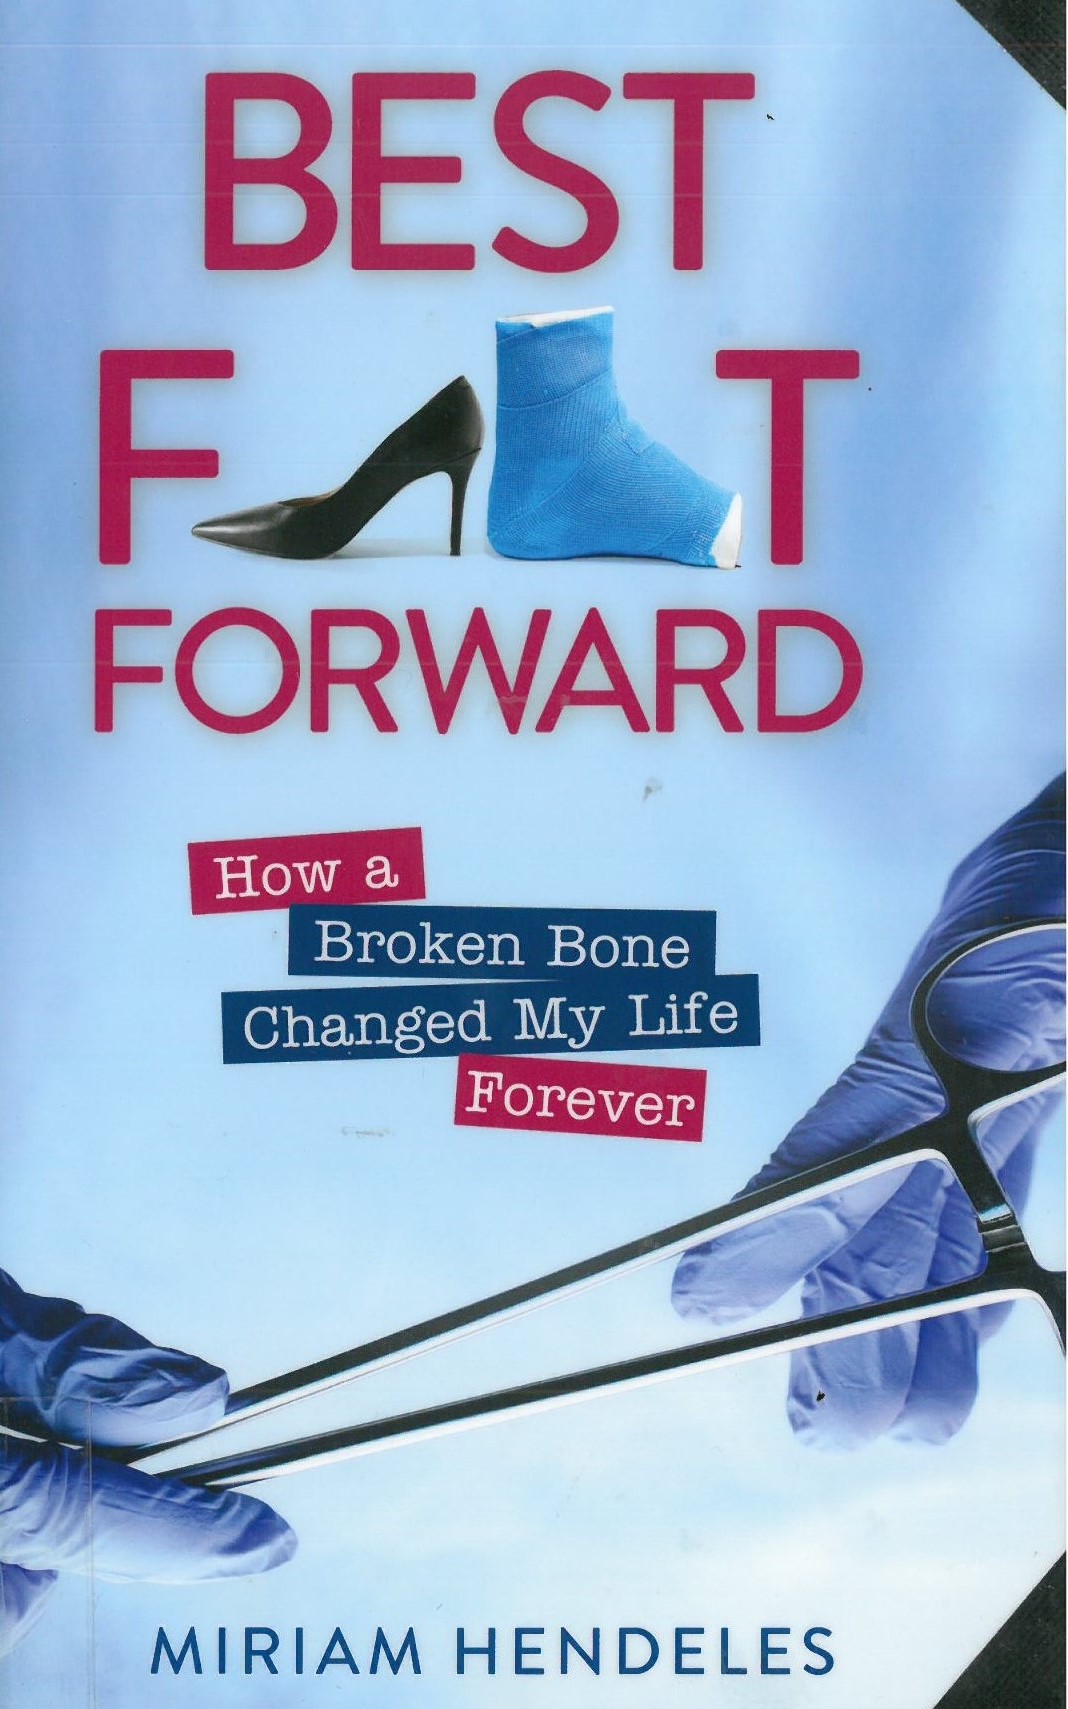 BEST
F T
FORWARD
How a
Broken Bone
Changed My Life
Forever
MIRIAM HENDELES